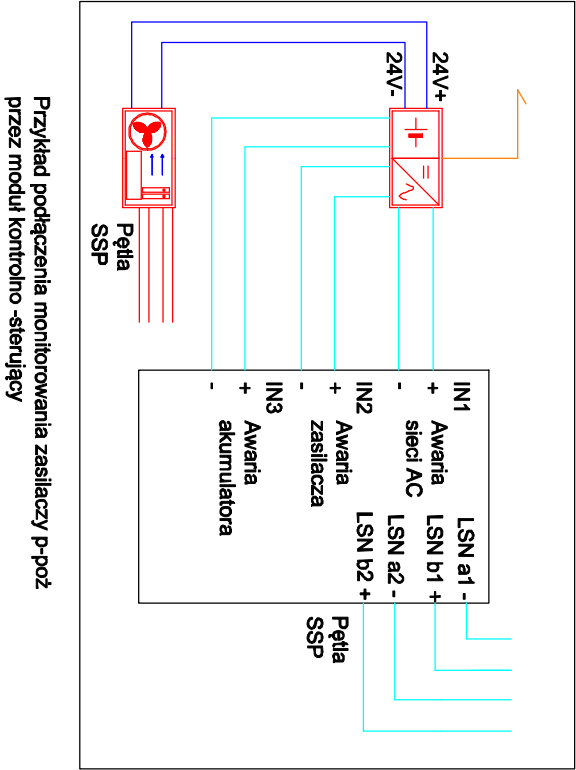 24V+
24V-
IN1
+ Awaria
- sieci AC
IN2
+ Awaria
- zasilacza
IN3
+ Awaria
- akumulatora
LSN a1 -
LSN b1 +
LSN a2 -
LSN b2 +
Pętla
SSP
Pętla
SSP
Przykład podłączenia monitorowania zasilaczy p-poż
przez moduł kontrolno -sterujący